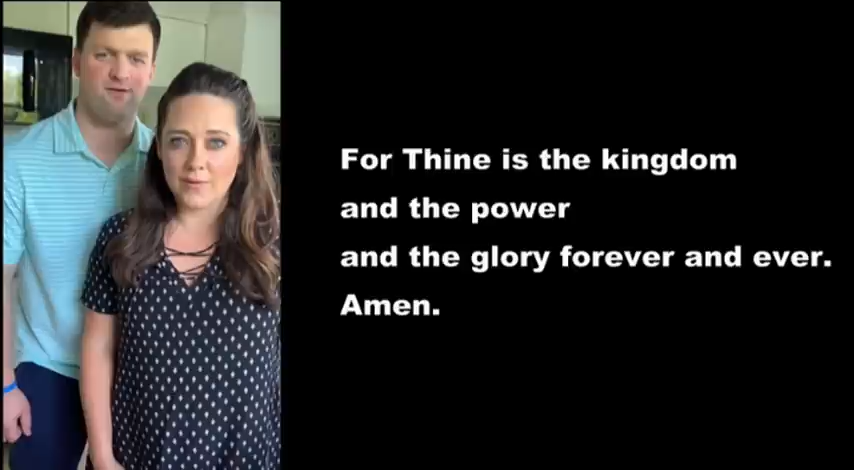 For Thine is the kingdom
and the power
and the glory forever and ever.
Amen.